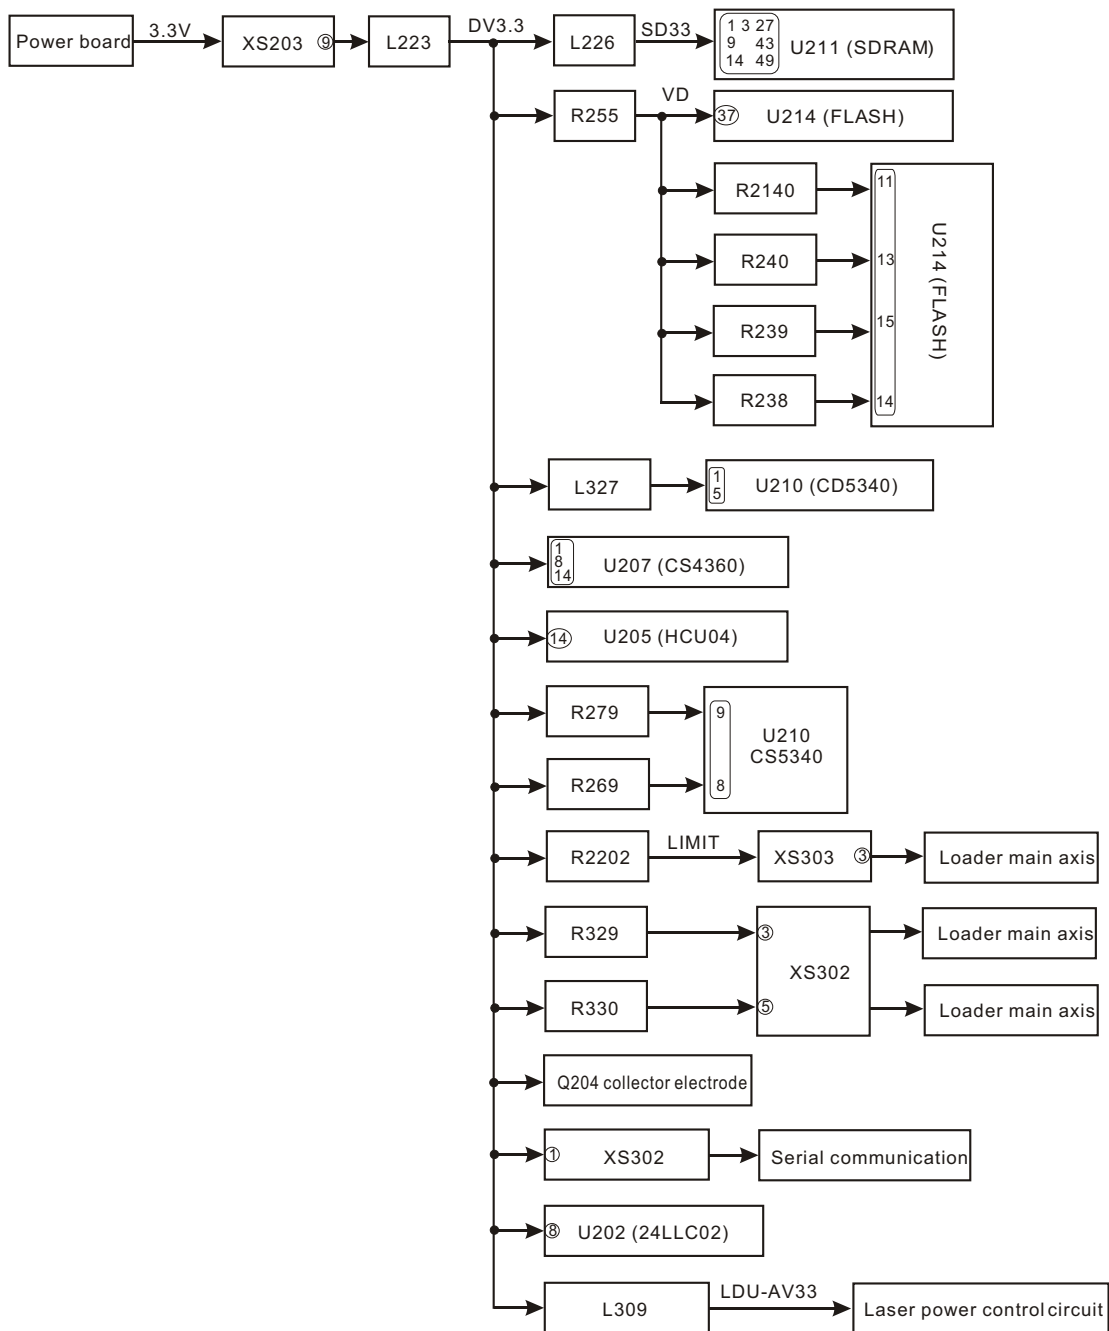 Power board
3.3V
XS203
9
L223
DV3.3
L226
SD33
1 3 27
9 43
14 49
U211 (SDRAM)
R255
VD
37
U214 (FLASH)
R2140
11
R240
13
R239
15
R238
14
U214 (FLASH)
L327
1
5
U210 (CD5340)
1
8
14
U207 (CS4360)
14
U205 (HCU04)
R279
9
U210
CS5340
R269
8
R2202
LIMIT
XS303
3
Loader main axis
R329
3
XS302
Loader main axis
R330
5
Loader main axis
Q204 collector electrode
1
XS302
Serial communication
8
U202 (24LLC02)
L309
LDU-AV33
Laser power control circuit